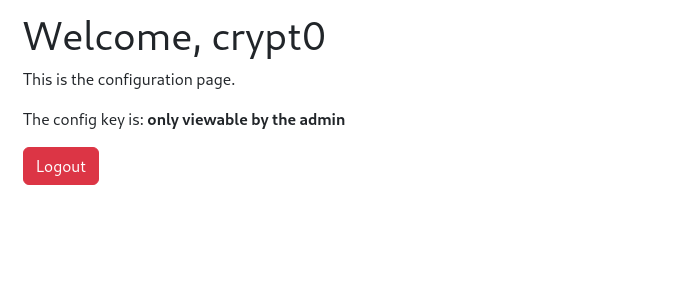 Welcome, crypt0
This is the configuration page.
The config key is: only viewable by the admin
Logout